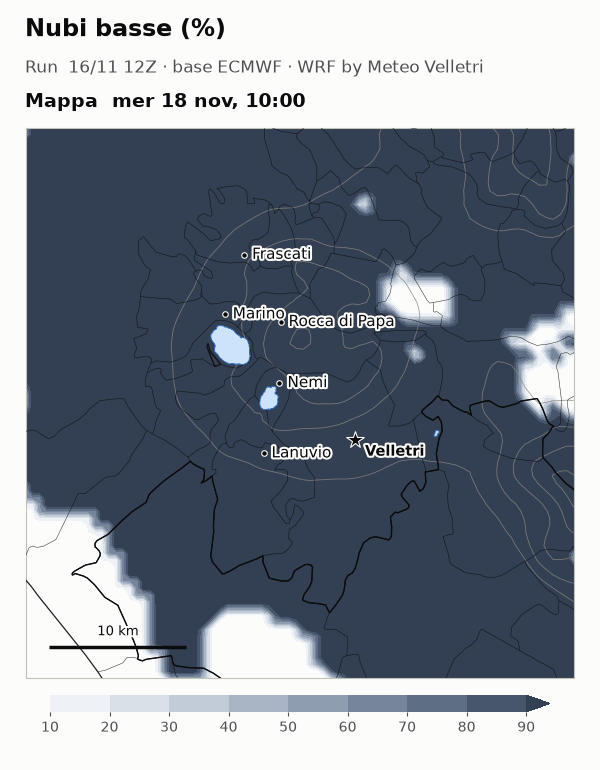 Nubi basse (%)
Run  16/11 12Z · base ECMWF · WRF by Meteo Velletri
Mappa  mer 18 nov, 10:00
Frascati
Marino
Rocca di Papa
Nemi
Velletri
Lanuvio
10 km
10 20 30 40 50 60 70 80 90